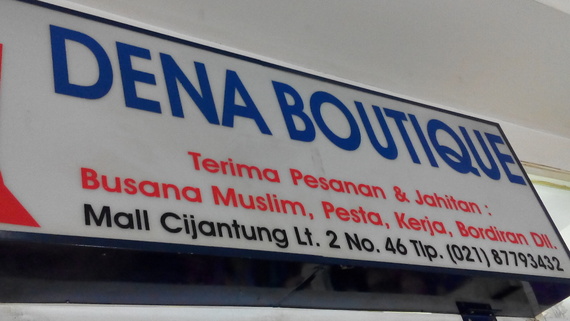 DENA BOUTIQUE
Terima Pesanan & Jahitan :
Busana Muslim, Pesta, Kerja, Bordiran Dll.
Mall Cijantung Lt. 2 No. 46 Tlp. (021) 87793432